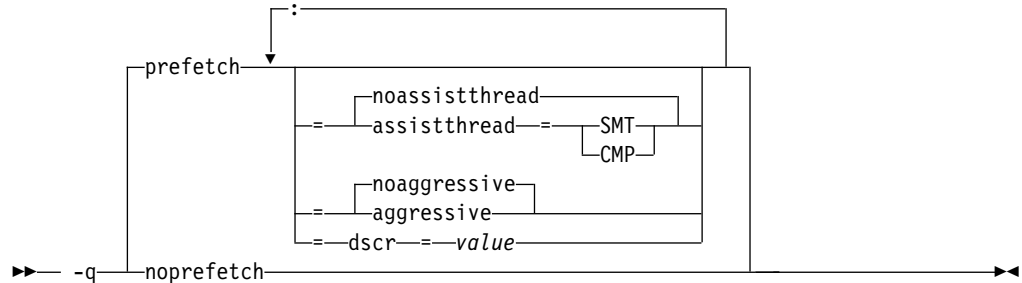 :
prefetch
noassistthread
= assistthread = SMT
CMP
noaggressive
= aggressive
= dscr = value
-q noprefetch